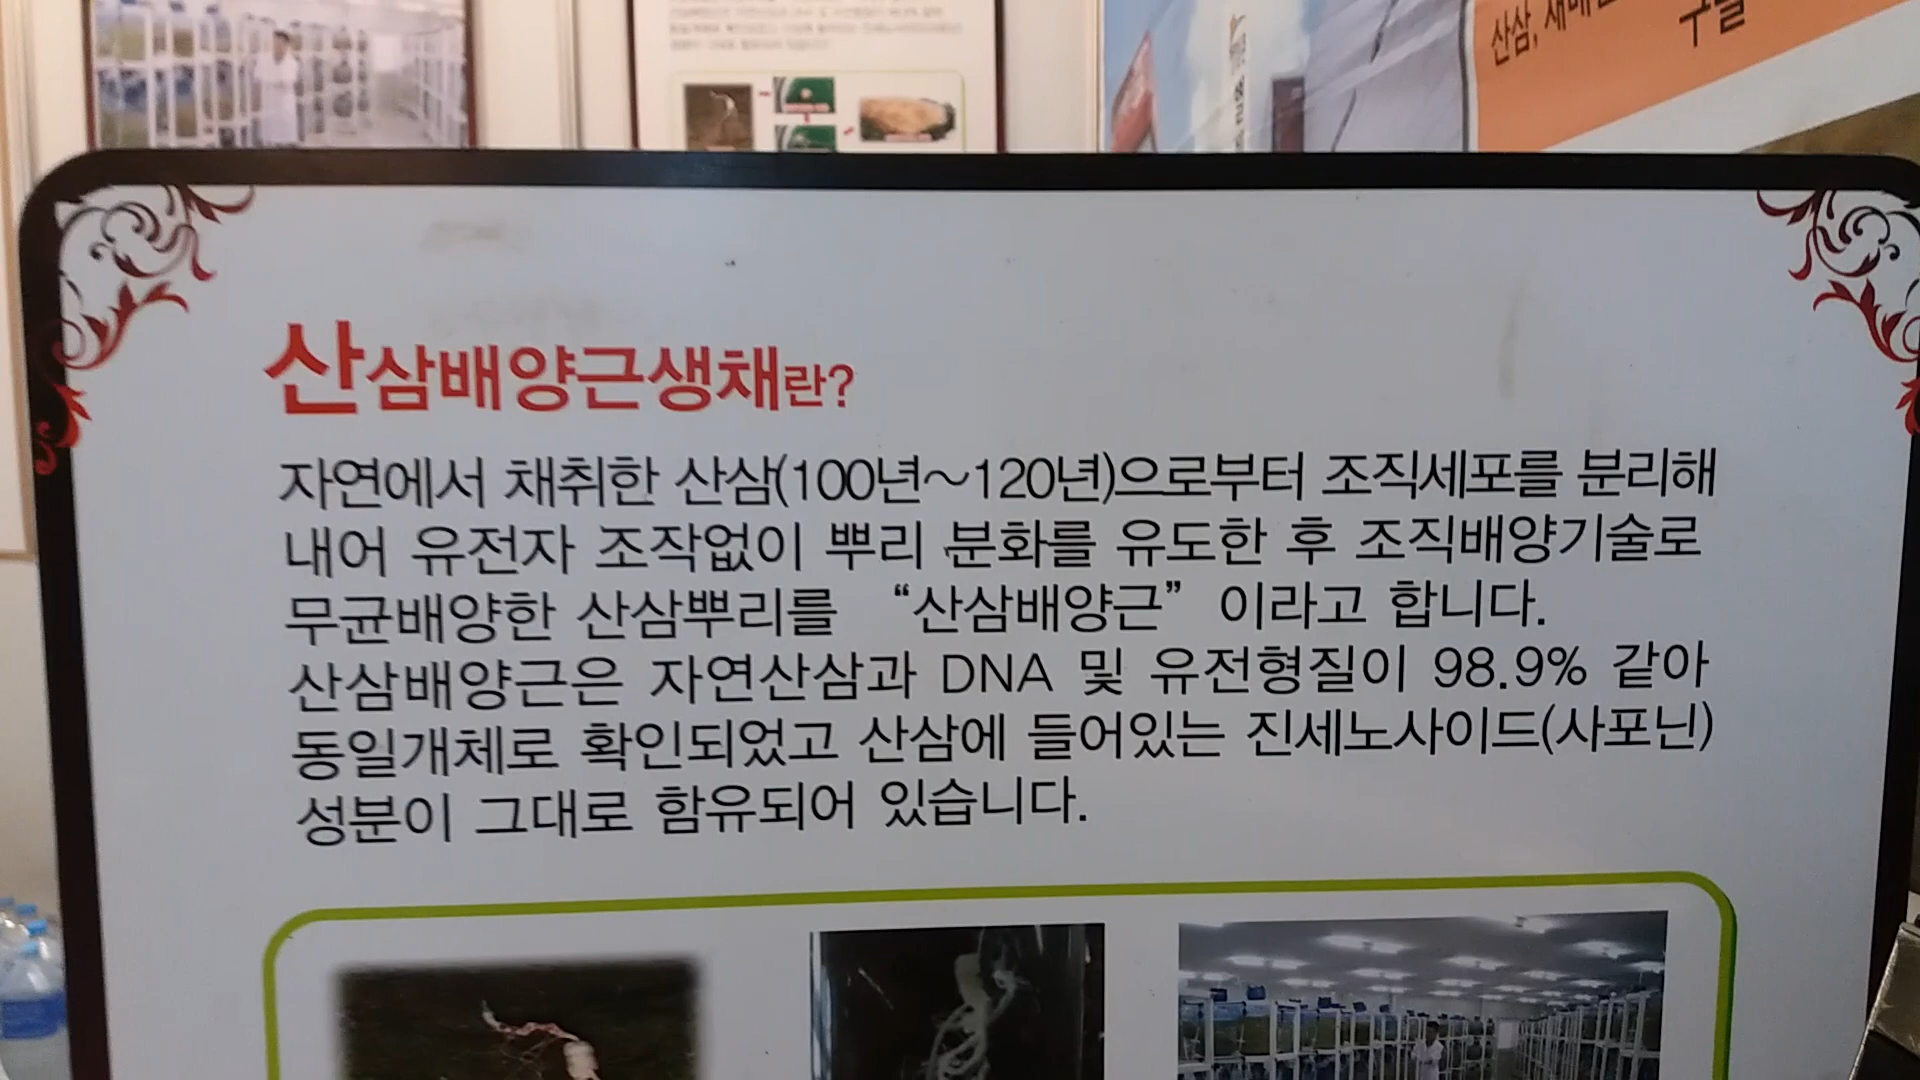 산삼,
구별
산삼배양근생채란?
자연에서 채취한 산삼(100년~120년)으로부터 조직세포를 분리해
내어 유전자 조작없이 뿌리 분화를 유도한 후 조직배양기술로
무균배양한 산삼뿌리를 “산삼배양근” 이라고 합니다.
산삼배양근은 자연산삼과 DNA 및 유전형질이 98.9% 같아
동일개체로 확인되었고 산삼에 들어있는 진세노사이드(사포닌)
성분이 그대로 함유되어 있습니다.